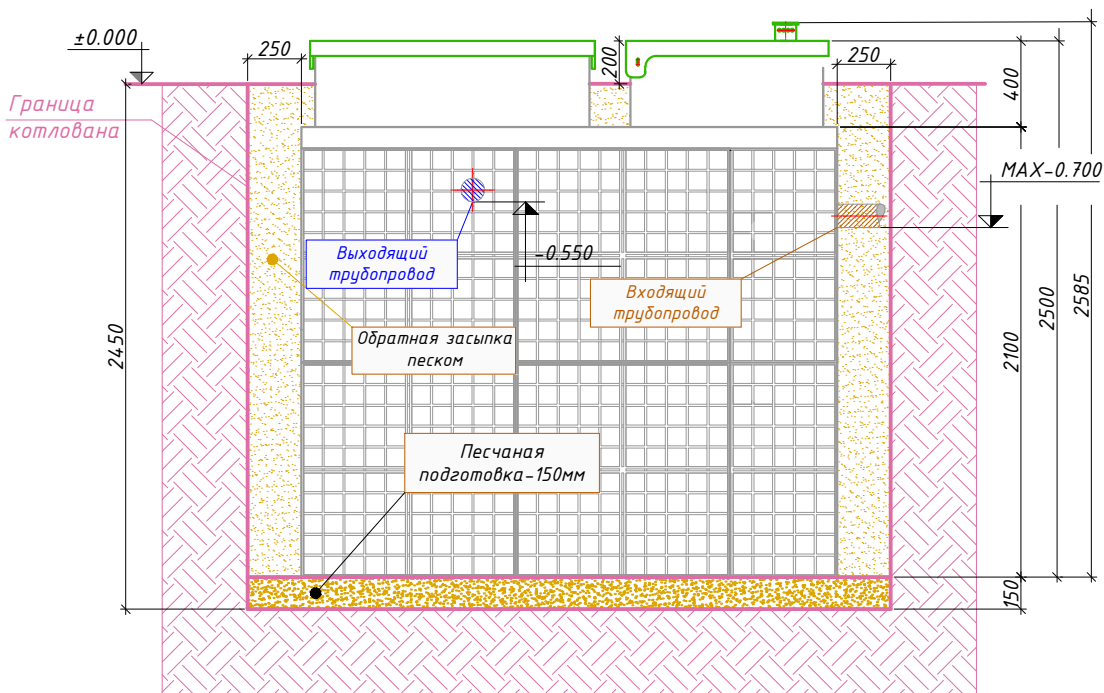 ±0.000
250
200
250
400
Граница
котлована
MAX-0.700
Выходящий
трубопровод
-0.550
Входящий
трубопровод
Обратная засыпка
песком
2450
2100
2500
2585
Песчаная
подготовка-150мм
150